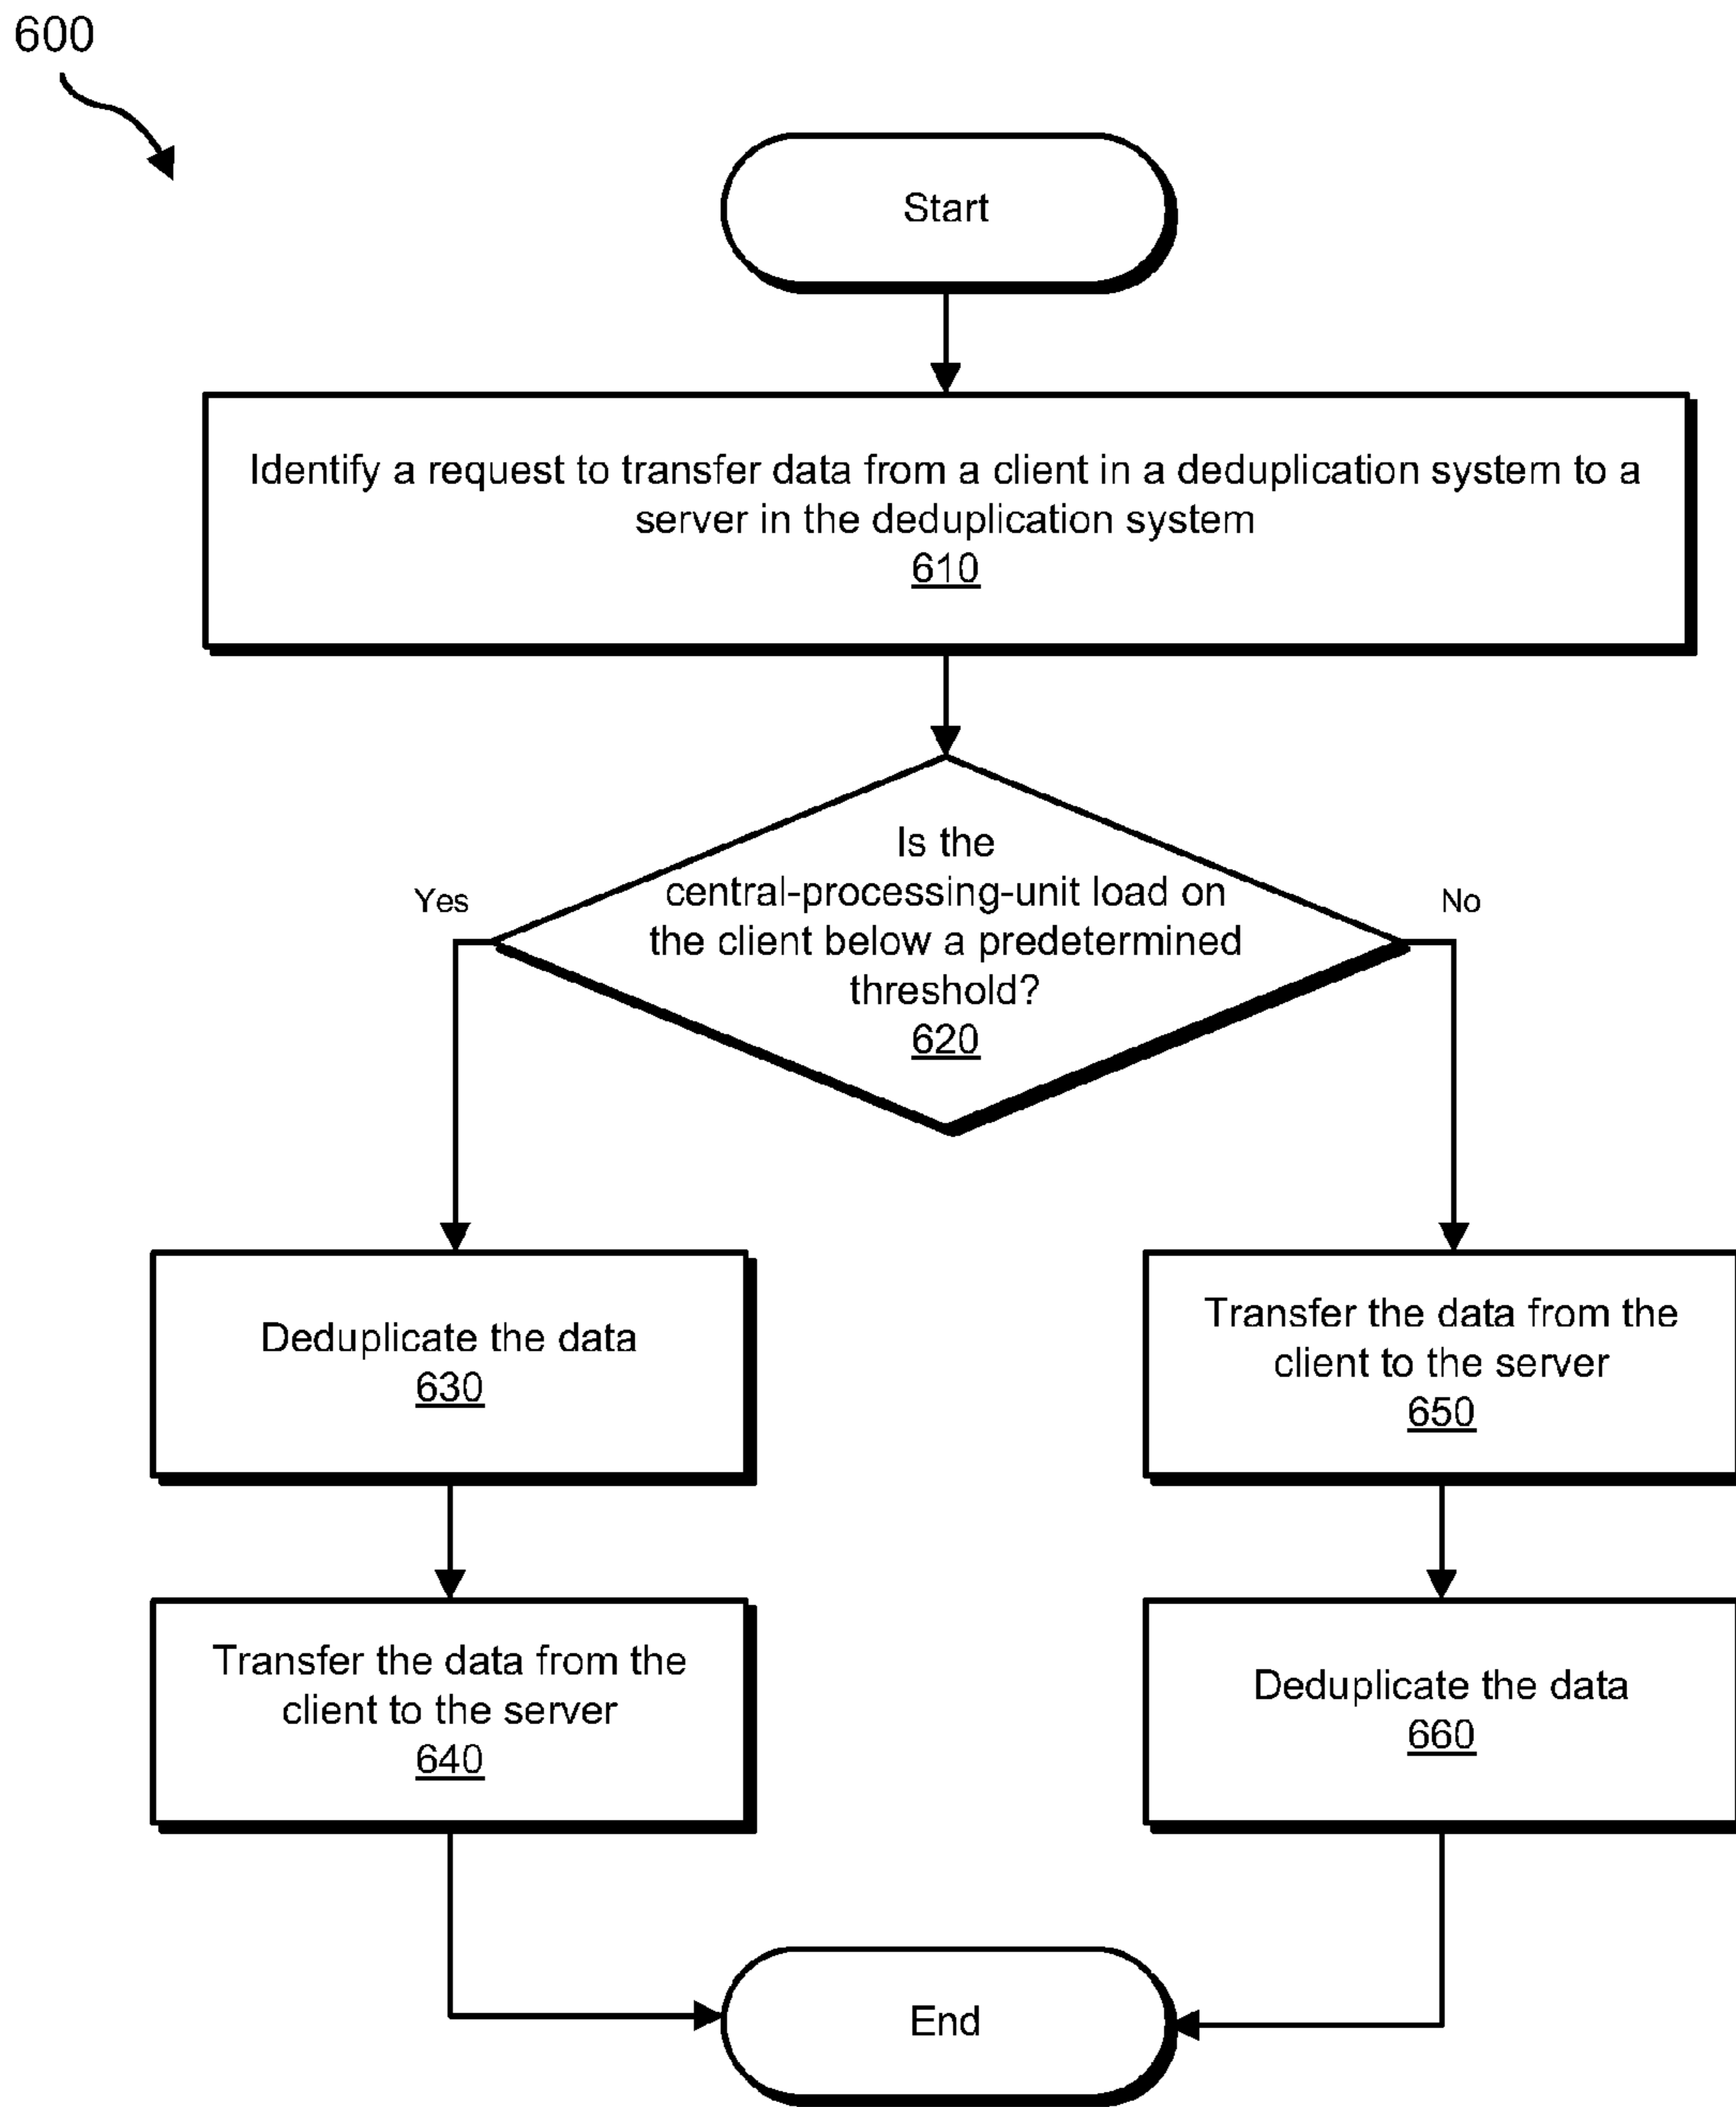 600
Start
Identify a request to transfer data from a client in a deduplication system to a
server in the deduplication system
610
Is the
central-processing-unit load on
the client below a predetermined
threshold?
620
Yes
No
Deduplicate the data
630
Transfer the data from the
client to the server
640
Transfer the data from the
client to the server
650
Deduplicate the data
660
End